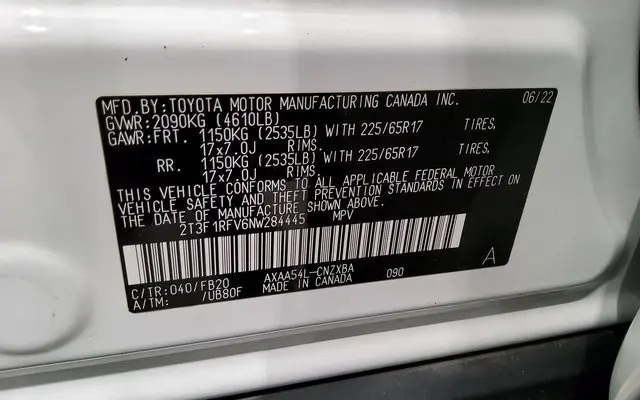 MFD.BY:TOYOTA MOTOR MANUFACTURING CANADA INC. 06/22
GVWR:2090KG (4610LB)
GAWR:FRT. 1150KG (2535LB) WITH 225/65R17 TIRES,
17x7.0J RIMS.
RR. 1150KG (2535LB) WITH 225/65R17 TIRES,
17x7.0J RIMS.
THIS VEHICLE CONFORMS TO ALL APPLICABLE FEDERAL MOTOR
VEHICLE SAFETY AND THEFT PREVENTION STANDARDS IN EFFECT ON
THE DATE OF MANUFACTURE SHOWN ABOVE.
2T3F1RFV6NW284445 MPV
C/TR:040/FB20 AXAA54L-CNZXBA 090 A
A/TM: /UB80F MADE IN CANADA